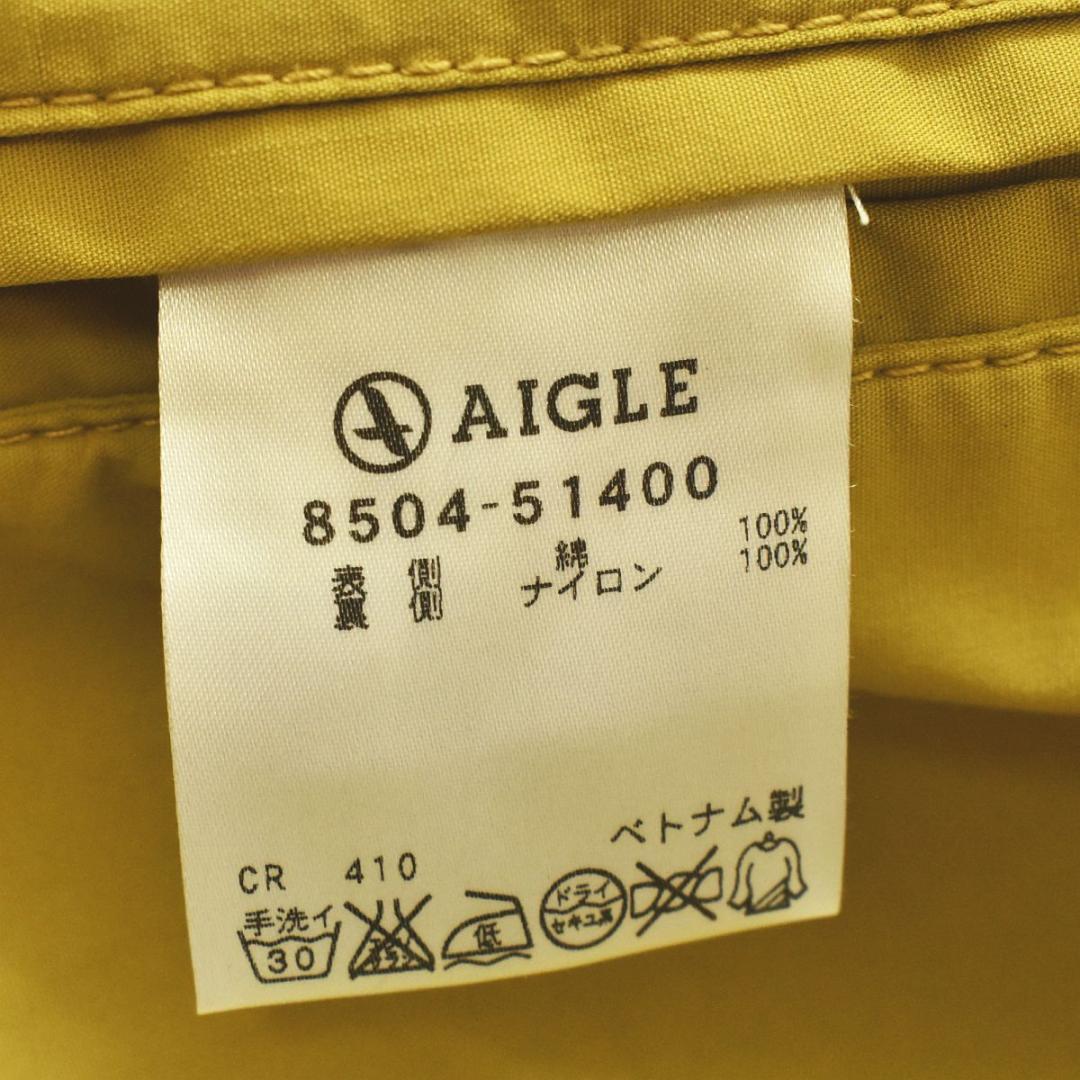 AIGLE
8504-51400
表側 綿 100%
裏側 ナイロン 100%
ベトナム製
CR 410
手洗イ 30
低
ドライ
セキユ系